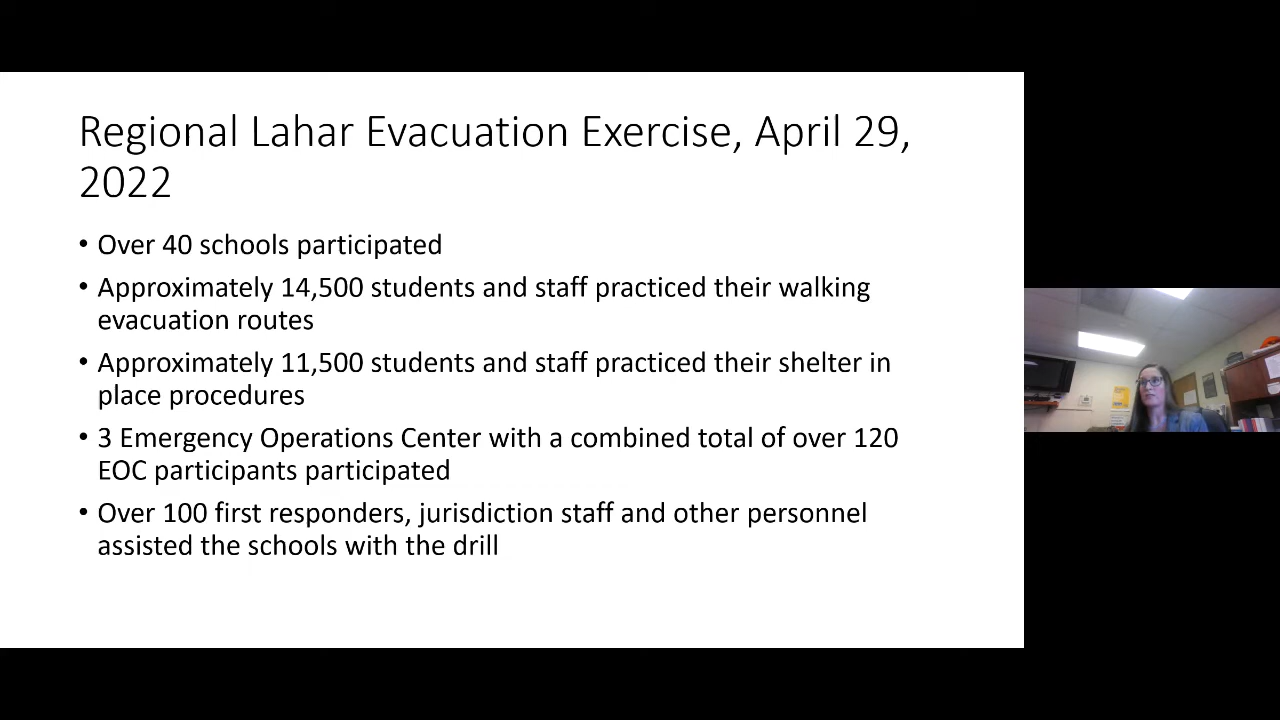 Regional Lahar Evacuation Exercise, April 29,
2022
• Over 40 schools participated
• Approximately 14,500 students and staff practiced their walking
evacuation routes
• Approximately 11,500 students and staff practiced their shelter in
place procedures
• 3 Emergency Operations Center with a combined total of over 120
EOC participants participated
• Over 100 first responders, jurisdiction staff and other personnel
assisted the schools with the drill